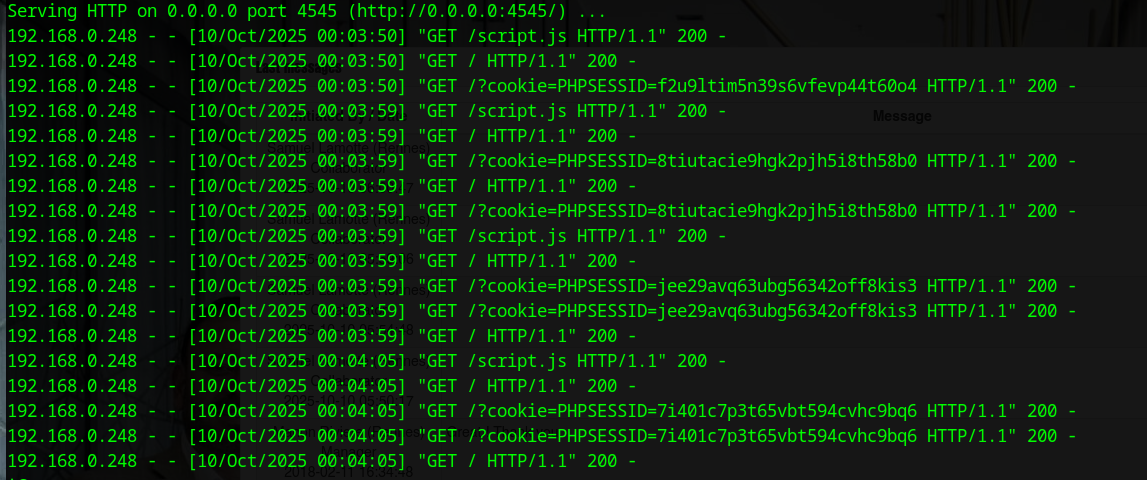 Serving HTTP on 0.0.0.0 port 4545 (http://0.0.0.0:4545/) ...
192.168.0.248 - - [10/Oct/2025 00:03:50] "GET /script.js HTTP/1.1" 200 -
192.168.0.248 - - [10/Oct/2025 00:03:50] "GET / HTTP/1.1" 200 -
192.168.0.248 - - [10/Oct/2025 00:03:50] "GET /?cookie=PHPSESSID=f2u9ltim5n39s6vfevp44t60o4 HTTP/1.1" 200 -
192.168.0.248 - - [10/Oct/2025 00:03:59] "GET /script.js HTTP/1.1" 200 -
Message
192.168.0.248 - - [10/Oct/2025 00:03:59] "GET / HTTP/1.1" 200 -
Samuel Lamotte (Rennes)
192.168.0.248 - - [10/Oct/2025 00:03:59] "GET /?cookie=PHPSESSID=8tiutacie9hgk2pjh5i8th58b0 HTTP/1.1" 200 -
Collaborator
192.168.0.248 - - [10/Oct/2025 00:03:59] "GET / HTTP/1.1" 200 -
192.168.0.248 - - [10/Oct/2025 00:03:59] "GET /?cookie=PHPSESSID=8tiutacie9hgk2pjh5i8th58b0 HTTP/1.1" 200 -
192.168.0.248 - - [10/Oct/2025 00:03:59] "GET /script.js HTTP/1.1" 200 -
192.168.0.248 - - [10/Oct/2025 00:03:59] "GET / HTTP/1.1" 200 -
192.168.0.248 - - [10/Oct/2025 00:03:59] "GET /?cookie=PHPSESSID=jee29avq63ubg56342off8kis3 HTTP/1.1" 200 -
192.168.0.248 - - [10/Oct/2025 00:03:59] "GET /?cookie=PHPSESSID=jee29avq63ubg56342off8kis3 HTTP/1.1" 200 -
192.168.0.248 - - [10/Oct/2025 00:03:59] "GET / HTTP/1.1" 200 -
192.168.0.248 - - [10/Oct/2025 00:04:05] "GET /script.js HTTP/1.1" 200 -
192.168.0.248 - - [10/Oct/2025 00:04:05] "GET / HTTP/1.1" 200 -
192.168.0.248 - - [10/Oct/2025 00:04:05] "GET /?cookie=PHPSESSID=7i401c7p3t65vbt594cvhc9bq6 HTTP/1.1" 200 -
192.168.0.248 - - [10/Oct/2025 00:04:05] "GET /?cookie=PHPSESSID=7i401c7p3t65vbt594cvhc9bq6 HTTP/1.1" 200 -
192.168.0.248 - - [10/Oct/2025 00:04:05] "GET / HTTP/1.1" 200 -